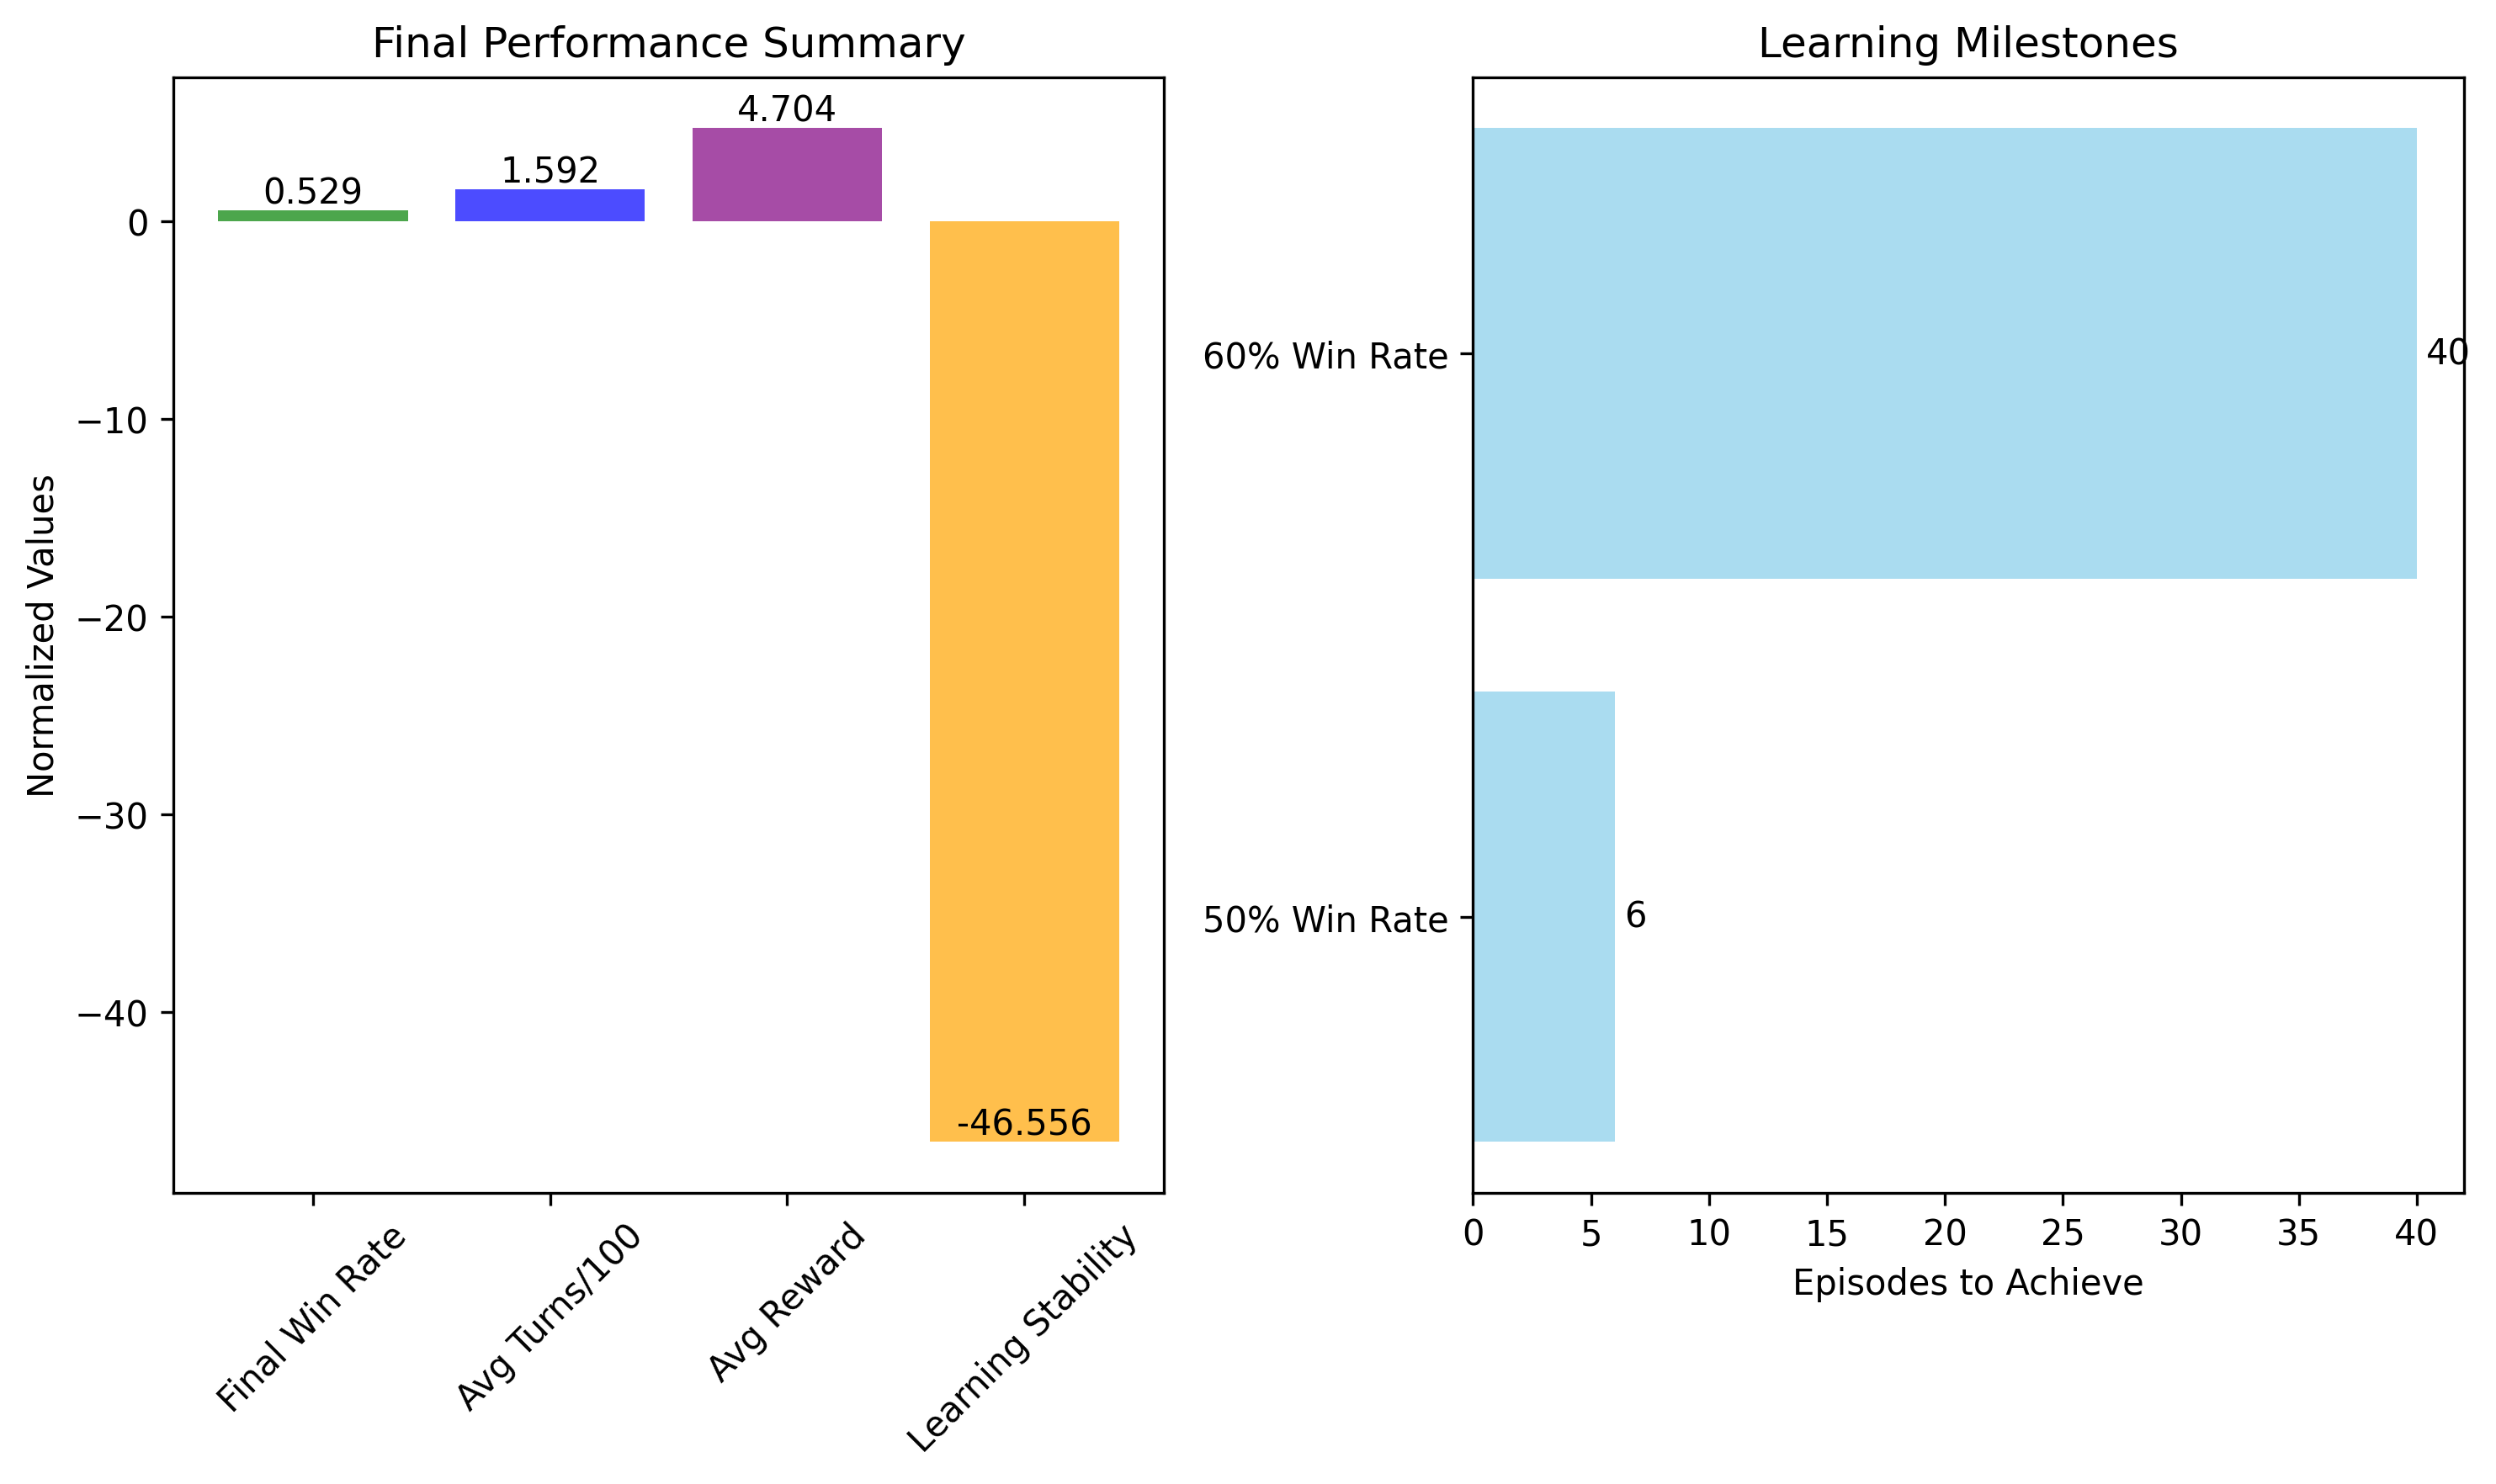 Final Performance Summary
Normalized Values
0
−10
−20
−30
−40
0.529
1.592
4.704
-46.556
Final Win Rate
Avg Turns/100
Avg Reward
Learning Stability
Learning Milestones
60% Win Rate
50% Win Rate
40
6
0 5 10 15 20 25 30 35 40
Episodes to Achieve